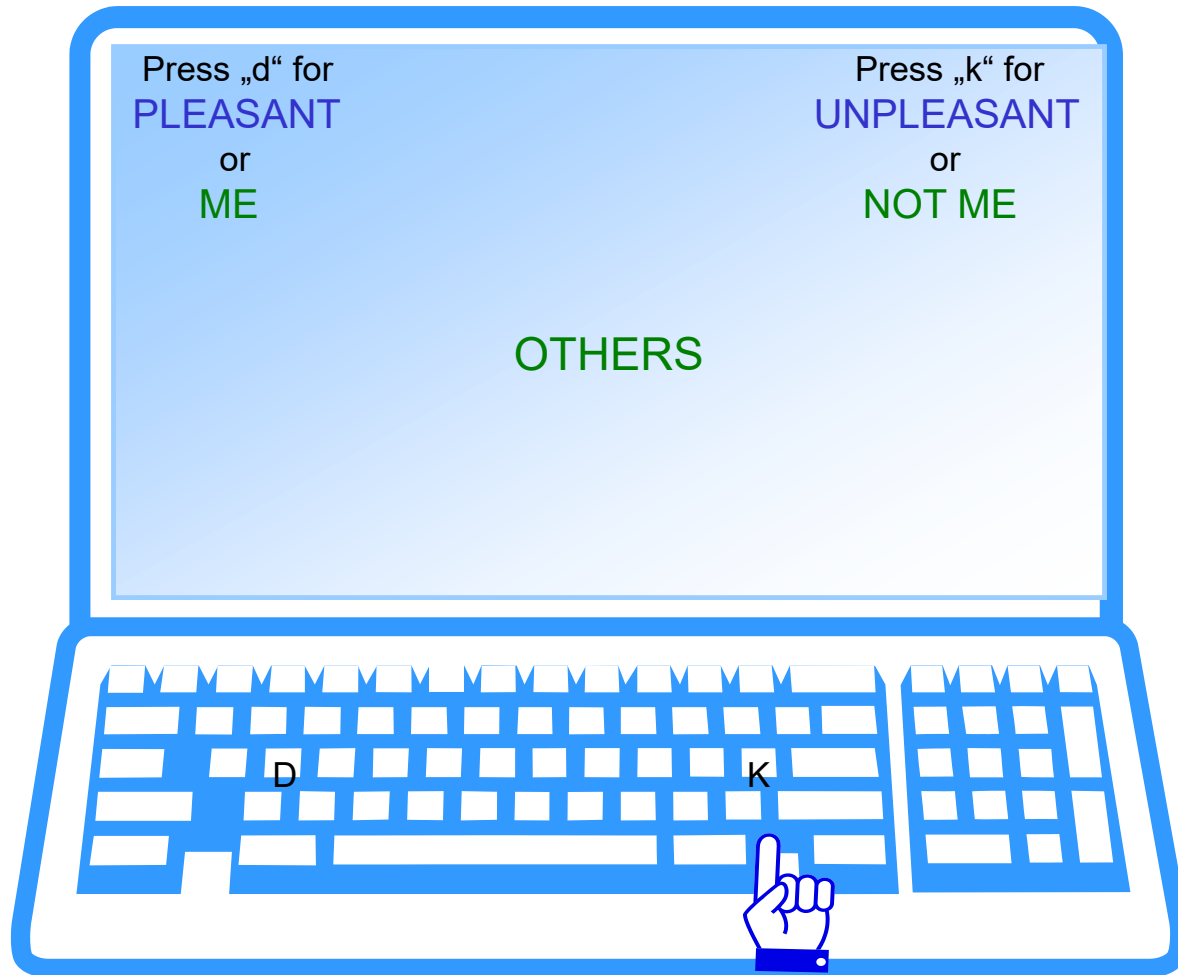 Press „d“ for
PLEASANT
or
ME
Press „k“ for
UNPLEASANT
or
NOT ME
OTHERS
D
K